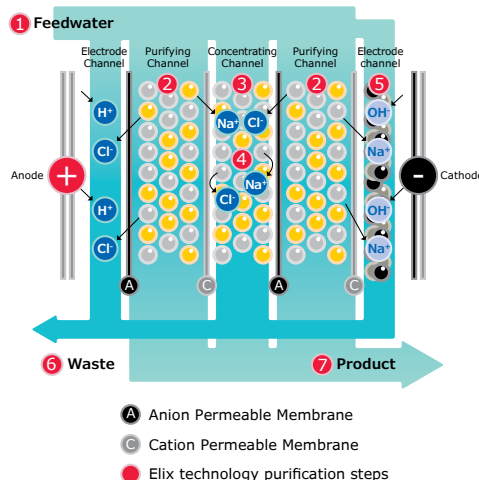 1 Feedwater
Electrode Channel
Purifying Channel
Concentrating Channel
Purifying Channel
Electrode channel
2
3
2
5
H⁺
Na⁺
Cl⁻
OH⁻
Cl⁻
4
Na⁺
Anode
+
-
Cathode
Cl⁻
Na⁺
H⁺
OH⁻
Cl⁻
Na⁺
A
C
A
C
6 Waste
7 Product
A Anion Permeable Membrane
C Cation Permeable Membrane
Elix technology purification steps